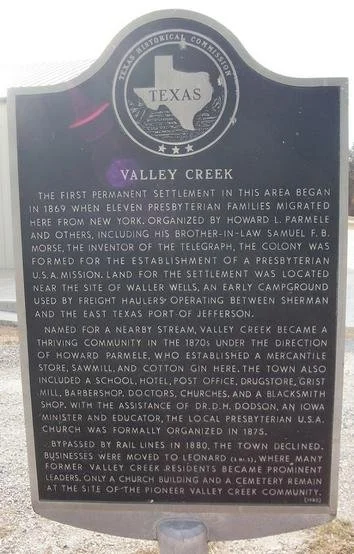 TEXAS HISTORICAL COMMISSION
TEXAS
VALLEY CREEK
THE FIRST PERMANENT SETTLEMENT IN THIS AREA BEGAN
IN 1869 WHEN ELEVEN PRESBYTERIAN FAMILIES MIGRATED
HERE FROM NEW YORK. ORGANIZED BY HOWARD L. PARMELE
AND OTHERS, INCLUDING HIS BROTHER-IN-LAW SAMUEL F. B.
MORSE, THE INVENTOR OF THE TELEGRAPH, THE COLONY WAS
FORMED FOR THE ESTABLISHMENT OF A PRESBYTERIAN
U.S.A. MISSION. LAND FOR THE SETTLEMENT WAS LOCATED
NEAR THE SITE OF WALLER WELLS, AN EARLY CAMPGROUND
USED BY FREIGHT HAULERS OPERATING BETWEEN SHERMAN
AND THE EAST TEXAS PORT OF JEFFERSON.
NAMED FOR A NEARBY STREAM, VALLEY CREEK BECAME A
THRIVING COMMUNITY IN THE 1870s UNDER THE DIRECTION
OF HOWARD PARMELE, WHO ESTABLISHED A MERCANTILE
STORE, SAWMILL, AND COTTON GIN HERE. THE TOWN ALSO
INCLUDED A SCHOOL, HOTEL, POST OFFICE, DRUGSTORE, GRIST
MILL, BARBERSHOP, DOCTORS, CHURCHES, AND A BLACKSMITH
SHOP. WITH THE ASSISTANCE OF DR. D. H. DODSON, AN IOWA
MINISTER AND EDUCATOR, THE LOCAL PRESBYTERIAN U.S.A.
CHURCH WAS FORMALLY ORGANIZED IN 1875.
BYPASSED BY RAIL LINES IN 1880, THE TOWN DECLINED.
BUSINESSES WERE MOVED TO LEONARD (3 MI. S), WHERE MANY
FORMER VALLEY CREEK RESIDENTS BECAME PROMINENT
LEADERS. ONLY A CHURCH BUILDING AND A CEMETERY REMAIN
AT THE SITE OF THE PIONEER VALLEY CREEK COMMUNITY.